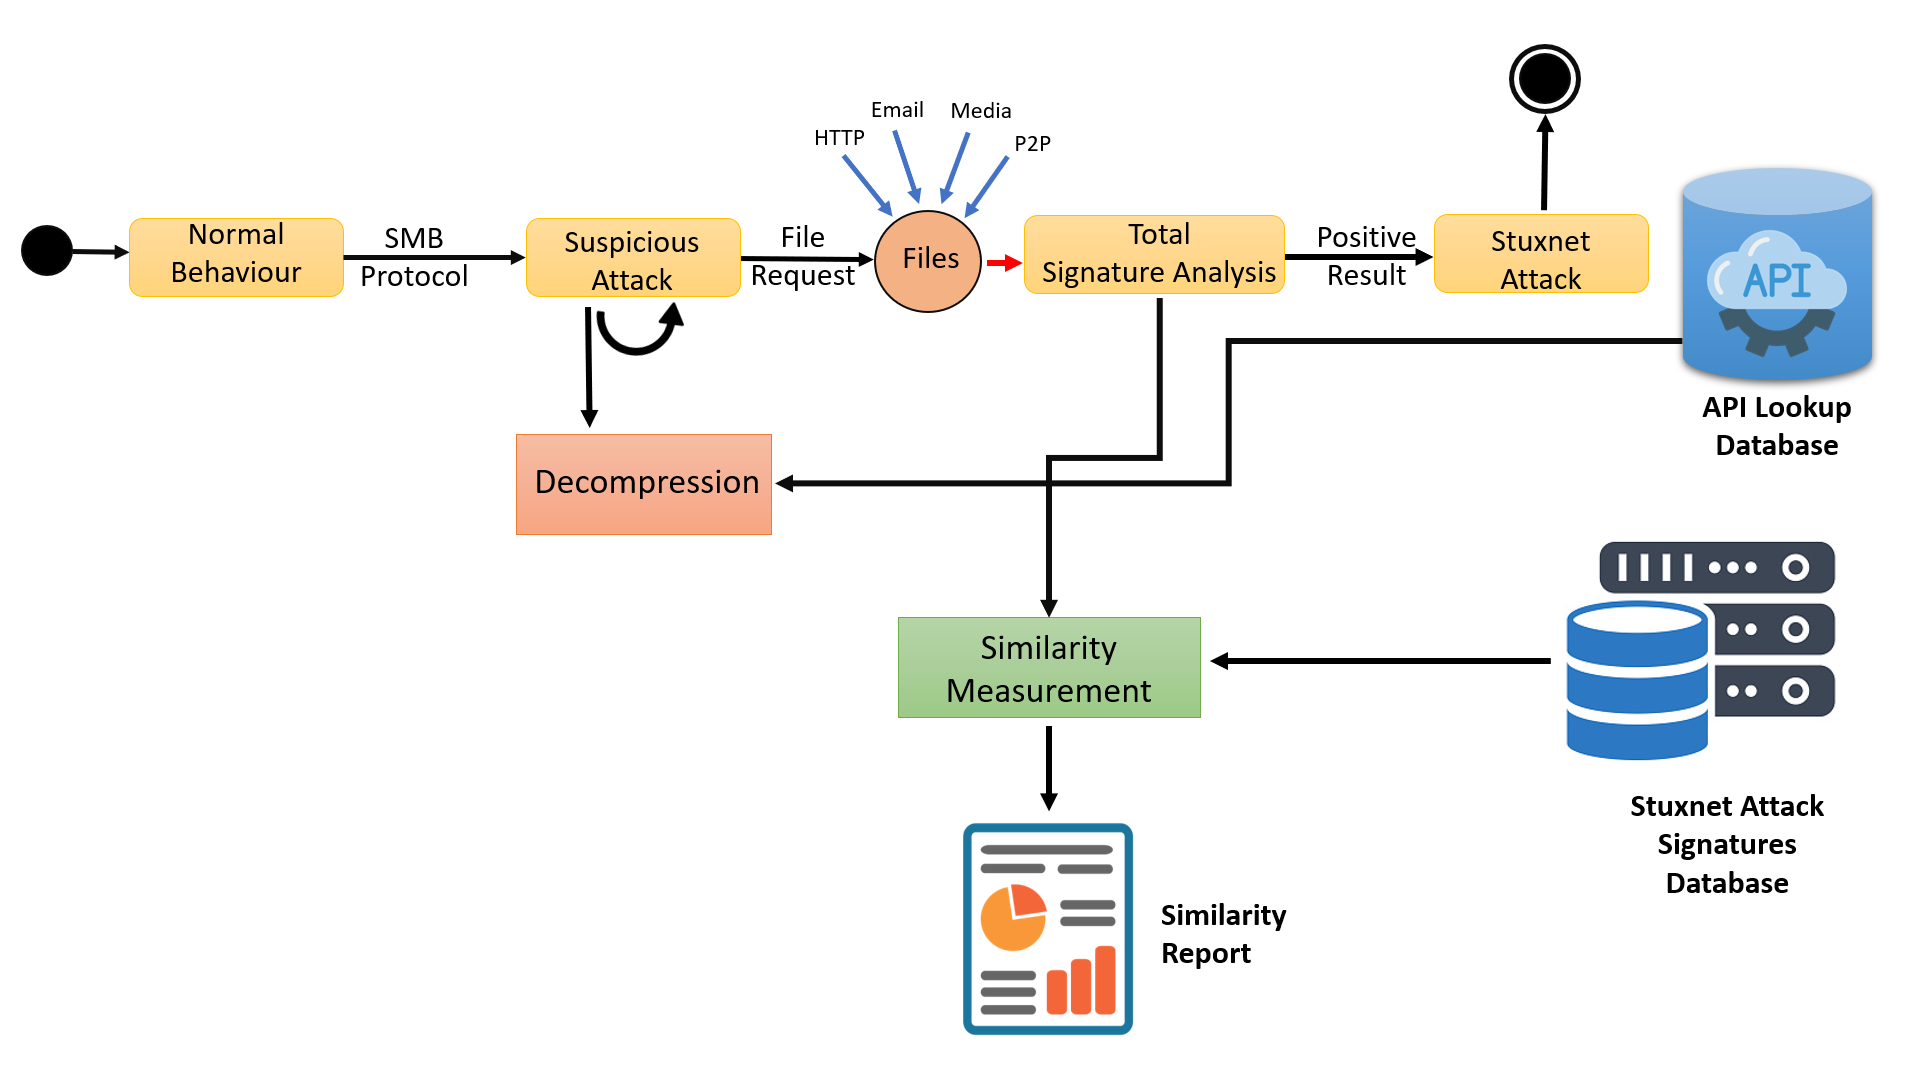 Email
Media
HTTP
P2P
Normal
Behaviour
SMB
Protocol
Suspicious
Attack
File
Request
Files
Total
Signature Analysis
Positive
Result
Stuxnet
Attack
API
API Lookup
Database
Decompression
Similarity
Measurement
Stuxnet Attack
Signatures
Database
Similarity
Report